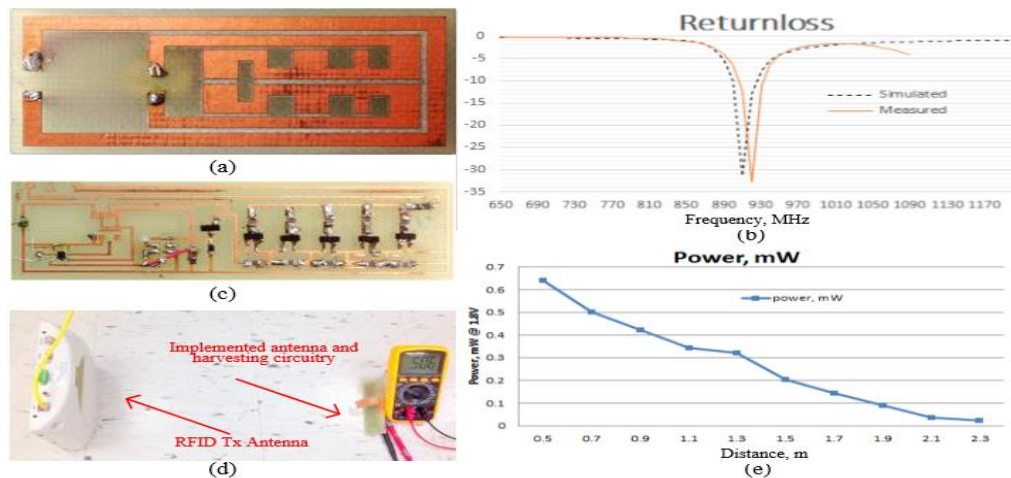 (a)
Returnloss
0
-5
-10
-15
-20
-25
-30
-35
Simulated
Measured
650 690 730 770 810 850 890 930 970 1010 1050 1090 1130 1170
Frequency, MHz
(b)
(c)
Implemented antenna and
harvesting circuitry
RFID Tx Antenna
(d)
Power, mW
0.7
0.6
0.5
0.4
0.3
0.2
0.1
0
Power, mW @ 1.8V
power, mW
0.5 0.7 0.9 1.1 1.3 1.5 1.7 1.9 2.1 2.3
Distance, m
(e)